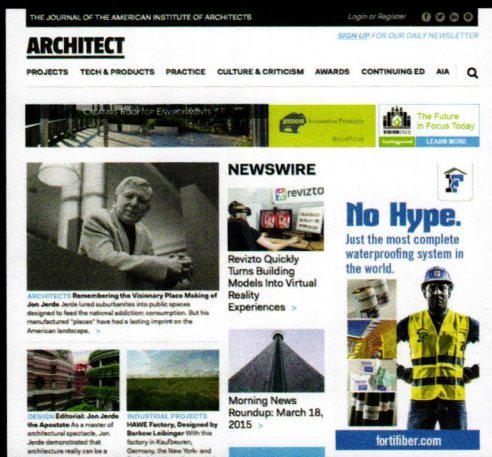 THE JOURNAL OF THE AMERICAN INSTITUTE OF ARCHITECTS
Login or Register
SIGN UP FOR OUR DAILY NEWSLETTER
ARCHITECT
PROJECTS TECH & PRODUCTS PRACTICE CULTURE & CRITICISM AWARDS CONTINUING ED AIA
CREATING ROOFTOP ENVIRONMENTS
BISON Innovative Products
The Future
in Focus Today
LEARN MORE
NEWSWIRE
revizto
Revizto Quickly
Turns Building
Models Into Virtual
Reality
Experiences >
ARCHITECTS Remembering the Visionary Place Making of
Jon Jerde Jerde lured suburbanites into public spaces
designed to feed the national addiction: consumption. But his
manufactured "places" have had a lasting imprint on the
American landscape. >
DESIGN Editorial: Jon Jerde
the Apostate As a master of
architectural spectacle, Jon
Jerde demonstrated that
architecture really can be a
INDUSTRIAL PROJECTS
HAWE Factory, Designed by
Barkow Leibinger With this
factory in Kaufbeuren,
Germany, the New York- and
Morning News
Roundup: March 18,
2015 >
F
No Hype.
Just the most complete
waterproofing system in
the world.
fortifiber.com